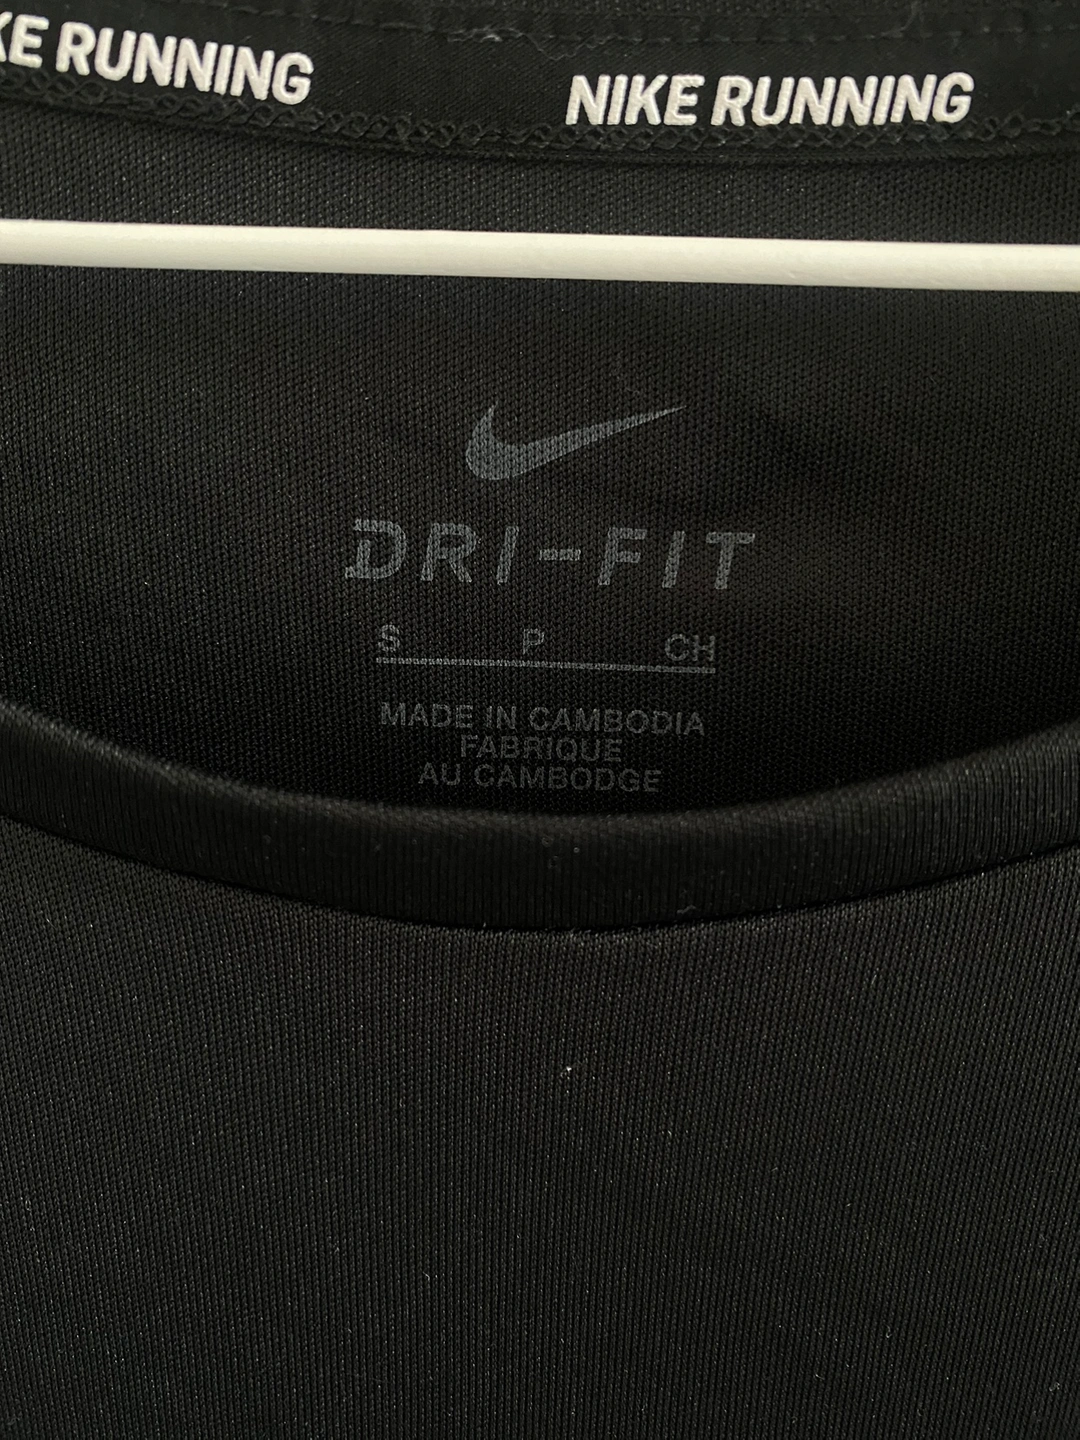 KE RUNNING NIKE RUNNING
DRI-FIT
S P CH
MADE IN CAMBODIA
FABRIQUE
AU CAMBODGE